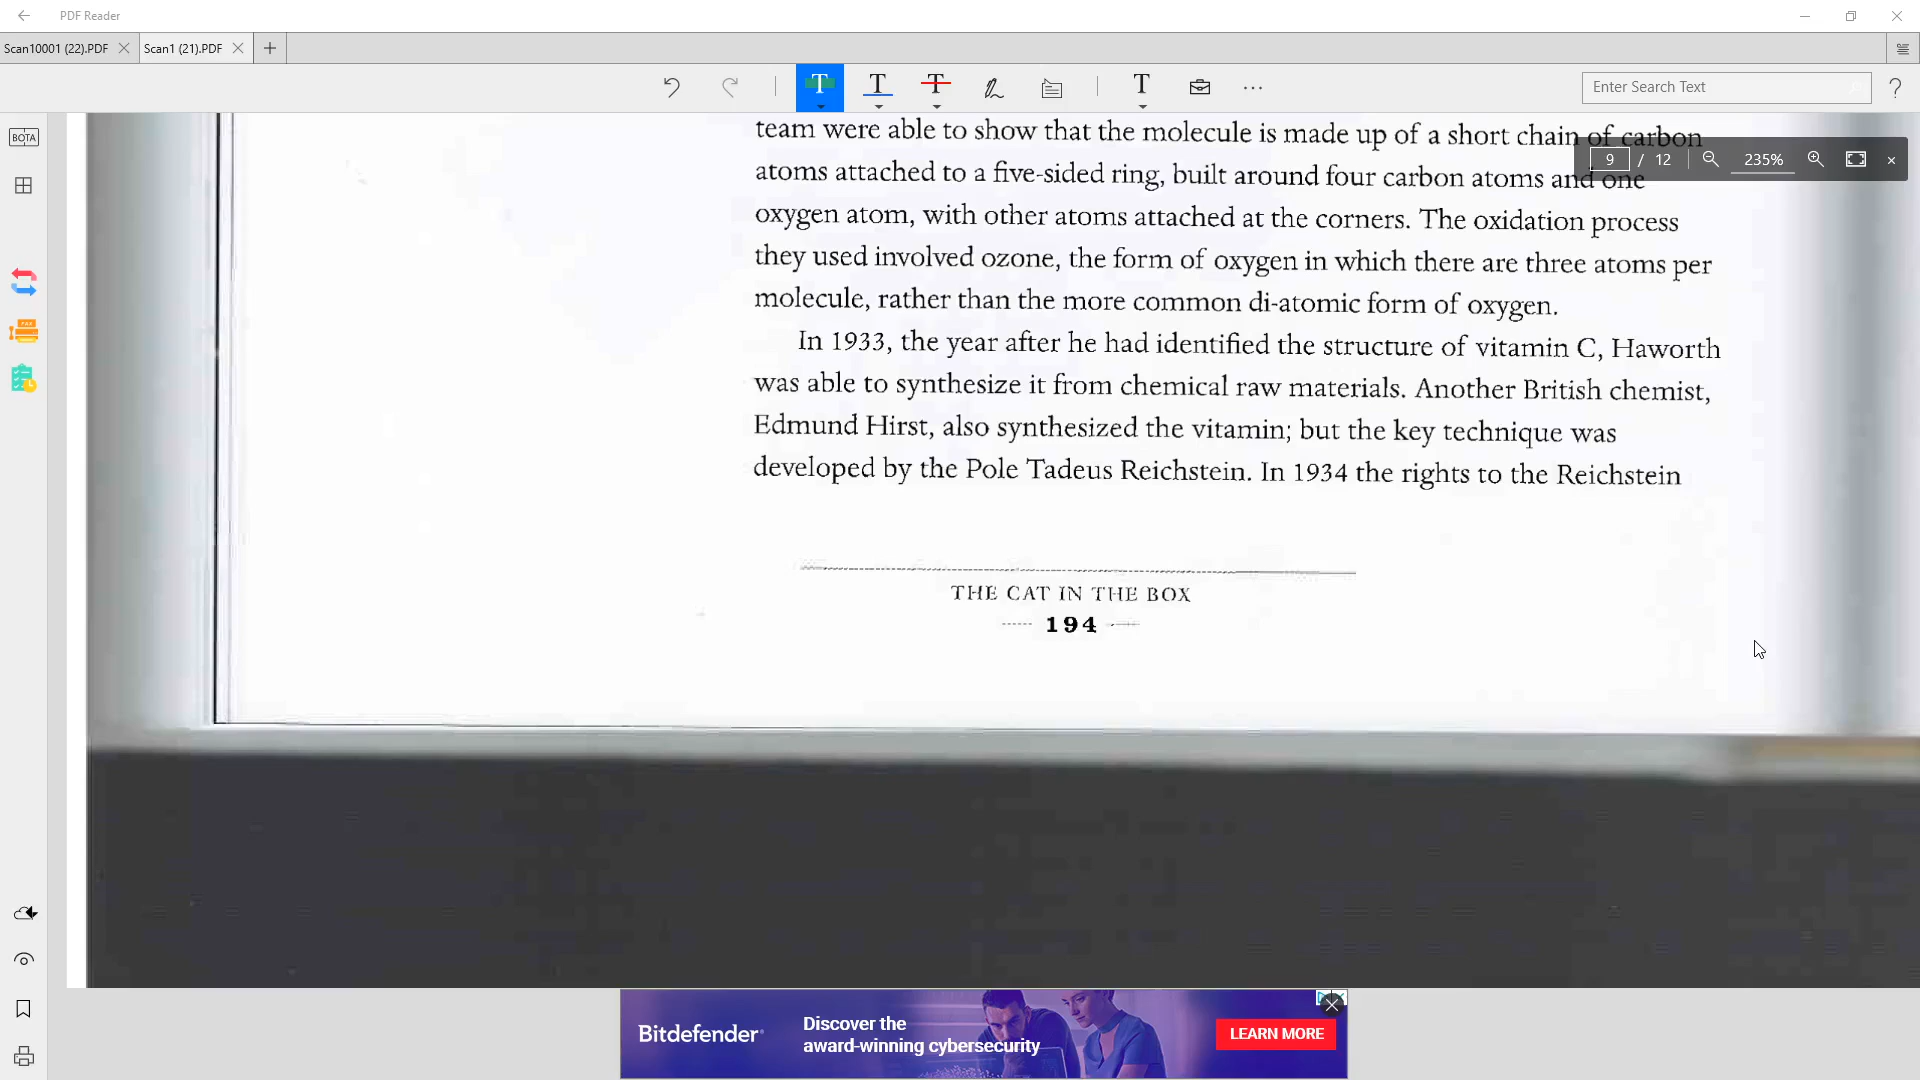 PDF Reader
Scan10001 (22).PDF
Scan1 (21).PDF
T T T T
Enter Search Text
?
BOTA
9 / 12 235%
team were able to show that the molecule is made up of a short chain of carbon
atoms attached to a five-sided ring, built around four carbon atoms and one
oxygen atom, with other atoms attached at the corners. The oxidation process
they used involved ozone, the form of oxygen in which there are three atoms per
molecule, rather than the more common di-atomic form of oxygen.
In 1933, the year after he had identified the structure of vitamin C, Haworth
was able to synthesize it from chemical raw materials. Another British chemist,
Edmund Hirst, also synthesized the vitamin; but the key technique was
developed by the Pole Tadeus Reichstein. In 1934 the rights to the Reichstein
THE CAT IN THE BOX
194
Bitdefender
Discover the
award-winning cybersecurity
LEARN MORE